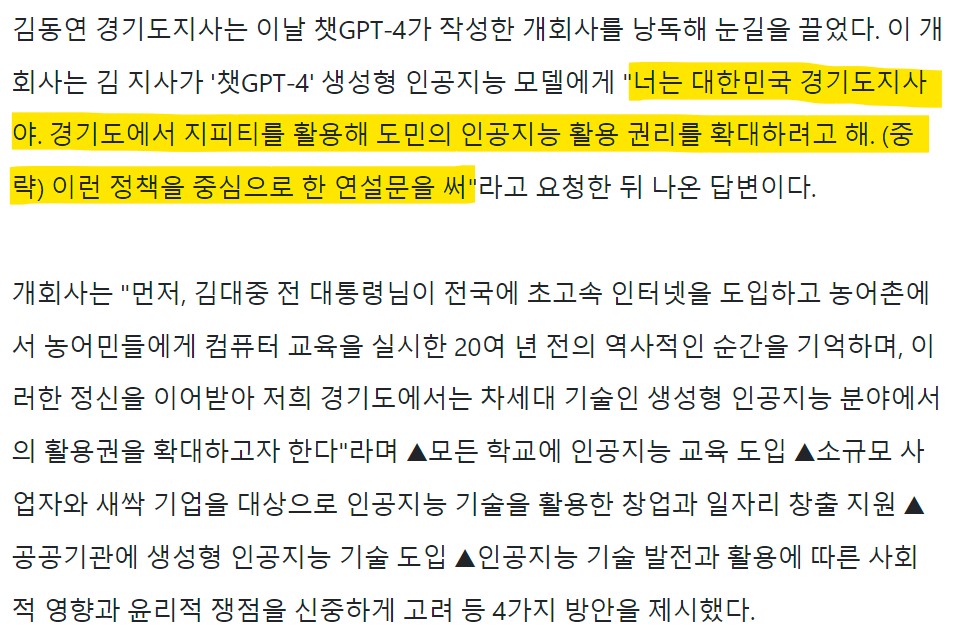 김동연 경기도지사는 이날 챗GPT-4가 작성한 개회사를 낭독해 눈길을 끌었다. 이 개
회사는 김 지사가 '챗GPT-4' 생성형 인공지능 모델에게 "너는 대한민국 경기도지사
야. 경기도에서 지피티를 활용해 도민의 인공지능 활용 권리를 확대하려고 해. (중
략) 이런 정책을 중심으로 한 연설문을 써"라고 요청한 뒤 나온 답변이다.
개회사는 "먼저, 김대중 전 대통령님이 전국에 초고속 인터넷을 도입하고 농어촌에
서 농어민들에게 컴퓨터 교육을 실시한 20여 년 전의 역사적인 순간을 기억하며, 이
러한 정신을 이어받아 저희 경기도에서는 차세대 기술인 생성형 인공지능 분야에서
의 활용권을 확대하고자 한다"라며 ▲모든 학교에 인공지능 교육 도입 ▲소규모 사
업자와 새싹 기업을 대상으로 인공지능 기술을 활용한 창업과 일자리 창출 지원 ▲
공공기관에 생성형 인공지능 기술 도입 ▲인공지능 기술 발전과 활용에 따른 사회
적 영향과 윤리적 쟁점을 신중하게 고려 등 4가지 방안을 제시했다.